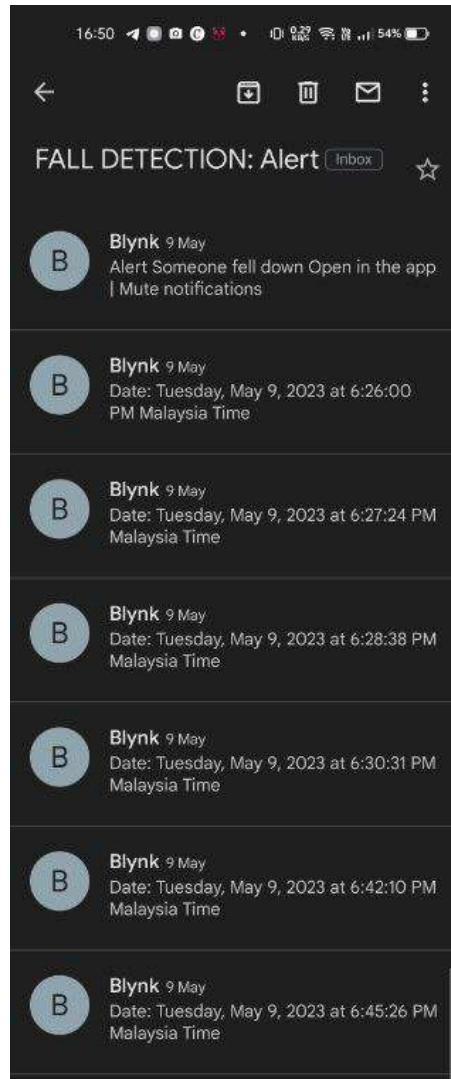 16:50 0.29 KB/S 54%
FALL DETECTION: Alert Inbox
B
Blynk 9 May
Alert Someone fell down Open in the app
| Mute notifications
B
Blynk 9 May
Date: Tuesday, May 9, 2023 at 6:26:00
PM Malaysia Time
B
Blynk 9 May
Date: Tuesday, May 9, 2023 at 6:27:24 PM
Malaysia Time
B
Blynk 9 May
Date: Tuesday, May 9, 2023 at 6:28:38 PM
Malaysia Time
B
Blynk 9 May
Date: Tuesday, May 9, 2023 at 6:30:31 PM
Malaysia Time
B
Blynk 9 May
Date: Tuesday, May 9, 2023 at 6:42:10 PM
Malaysia Time
B
Blynk 9 May
Date: Tuesday, May 9, 2023 at 6:45:26 PM
Malaysia Time